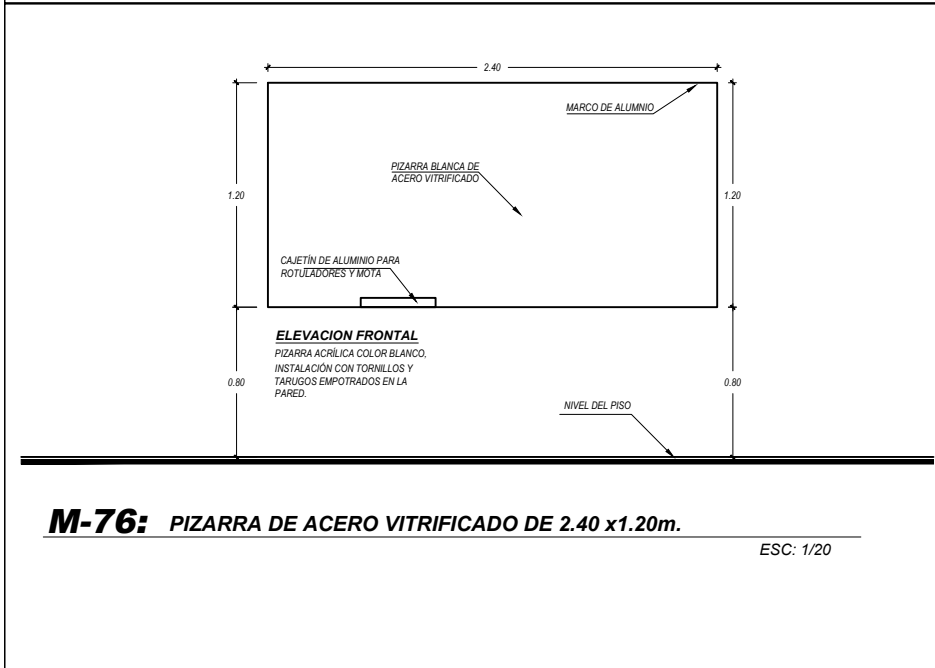 2.40
MARCO DE ALUMNIO
PIZARRA BLANCA DE
ACERO VITRIFICADO
1.20
1.20
CAJETÍN DE ALUMINIO PARA
ROTULADORES Y MOTA
ELEVACION FRONTAL
PIZARRA ACRÍLICA COLOR BLANCO,
INSTALACIÓN CON TORNILLOS Y
TARUGOS EMPOTRADOS EN LA
PARED.
0.80
0.80
NIVEL DEL PISO
M-76: PIZARRA DE ACERO VITRIFICADO DE 2.40 x1.20m.
ESC: 1/20